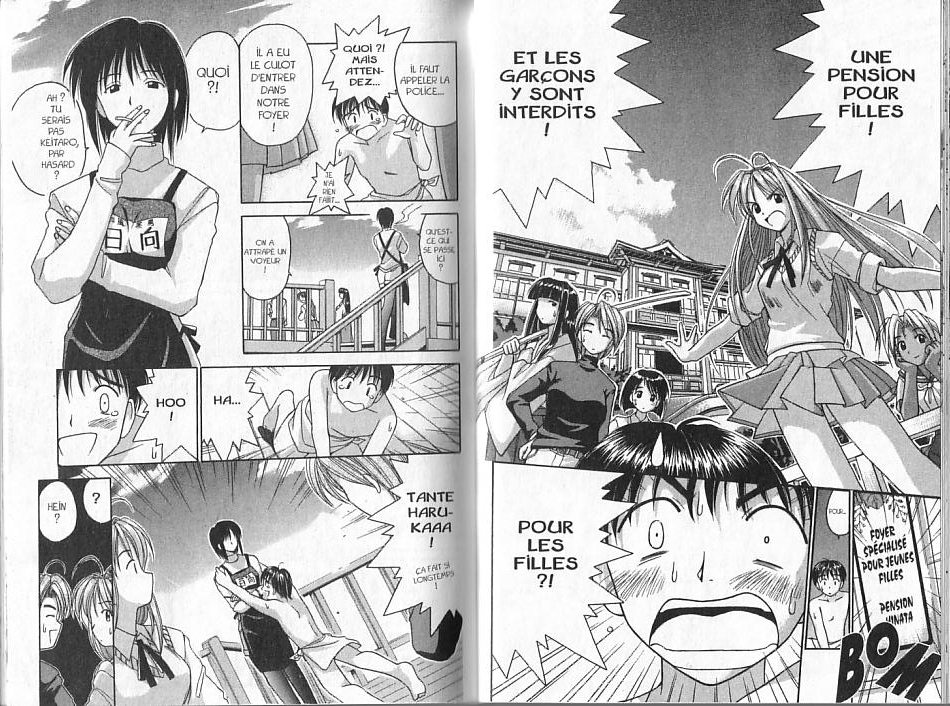 UNE
PENSION
POUR
FILLES
!
ET LES
GARÇONS
Y SONT
INTERDITS
!
FOYER
SPÉCIALISÉ
POUR JEUNES
FILLES
PENSION
HINATA
POUR...
BOM
POUR
LES
FILLES
?!
IL FAUT
APPELER LA
POLICE...
QUOI ?!
MAIS
ATTEN-
DEZ...
JE
N'AI
RIEN
FAIT...
IL A EU
LE CULOT
D'ENTRER
DANS
NOTRE
FOYER !
QU'EST-
CE QUI
SE PASSE
ICI ?
ON A
ATTRAPÉ UN
VOYEUR
!
QUOI
?!
AH ?
TU
SERAIS
PAS
KEITARO,
PAR
HASARD
?
日向
HA...
HOO
!
TANTE
HARU-
KAAA
!
ÇA FAIT SI
LONGTEMPS
!
?
HEIN
?